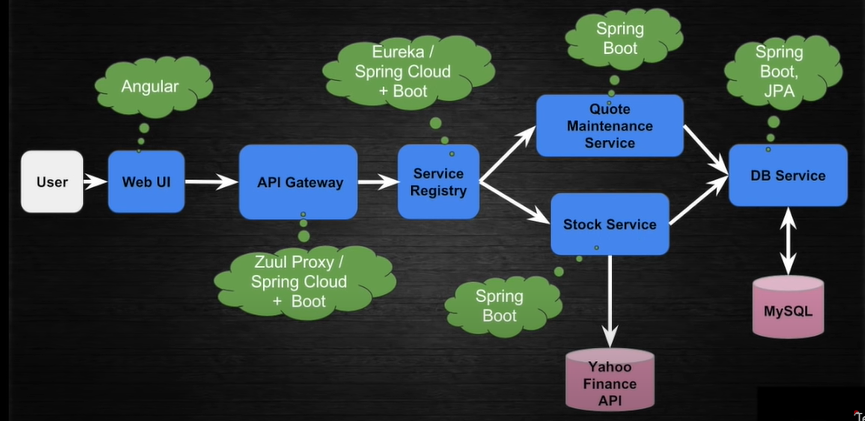 Spring
Boot
Eureka /
Spring Cloud
+ Boot
Spring
Boot,
JPA
Angular
Quote
Maintenance
Service
User
Web UI
API Gateway
Service
Registry
DB Service
Stock Service
Zuul Proxy /
Spring Cloud
+ Boot
Spring
Boot
MySQL
Yahoo
Finance
API